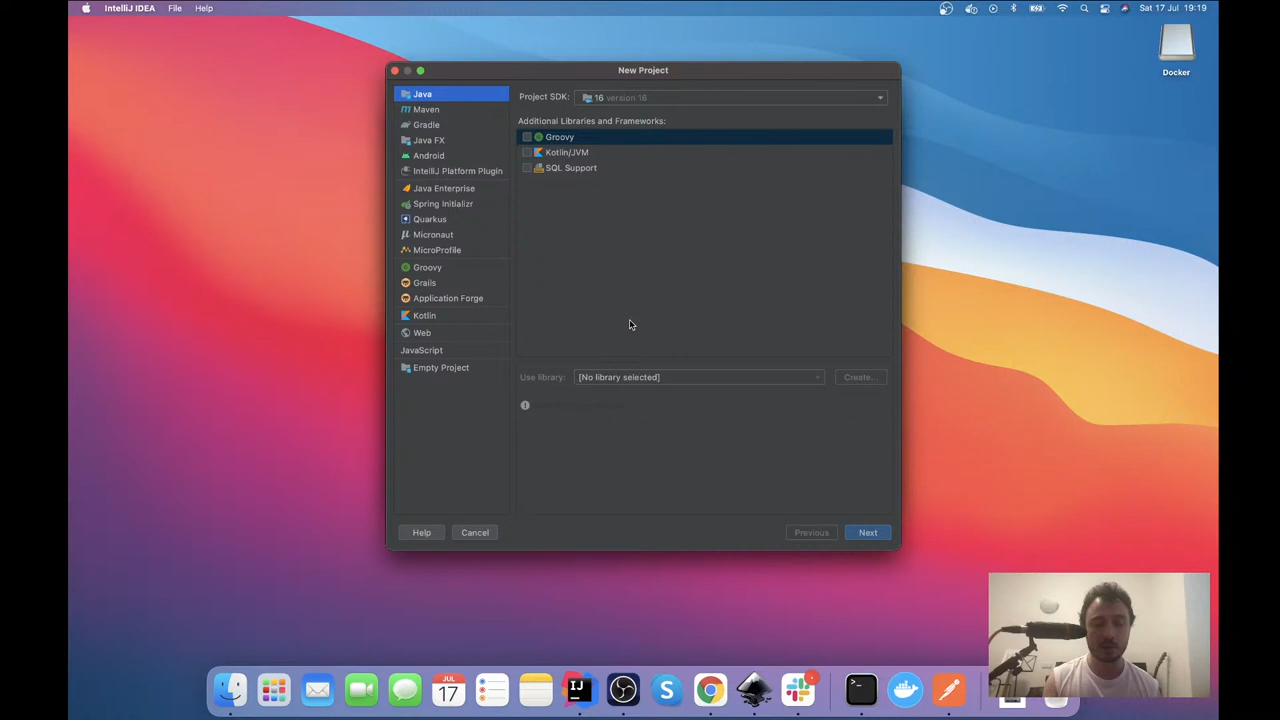 IntelliJ IDEA File Help
Sat 17 Jul 19:19
Docker
New Project
Java
Maven
Gradle
Java FX
Android
IntelliJ Platform Plugin
Java Enterprise
Spring Initializr
Quarkus
Micronaut
MicroProfile
Groovy
Grails
Application Forge
Kotlin
Web
JavaScript
Empty Project
Project SDK: 16 version 16
Additional Libraries and Frameworks:
Groovy
Kotlin/JVM
SQL Support
Use library: [No library selected] Create...
Help Cancel Previous Next
JUL
17